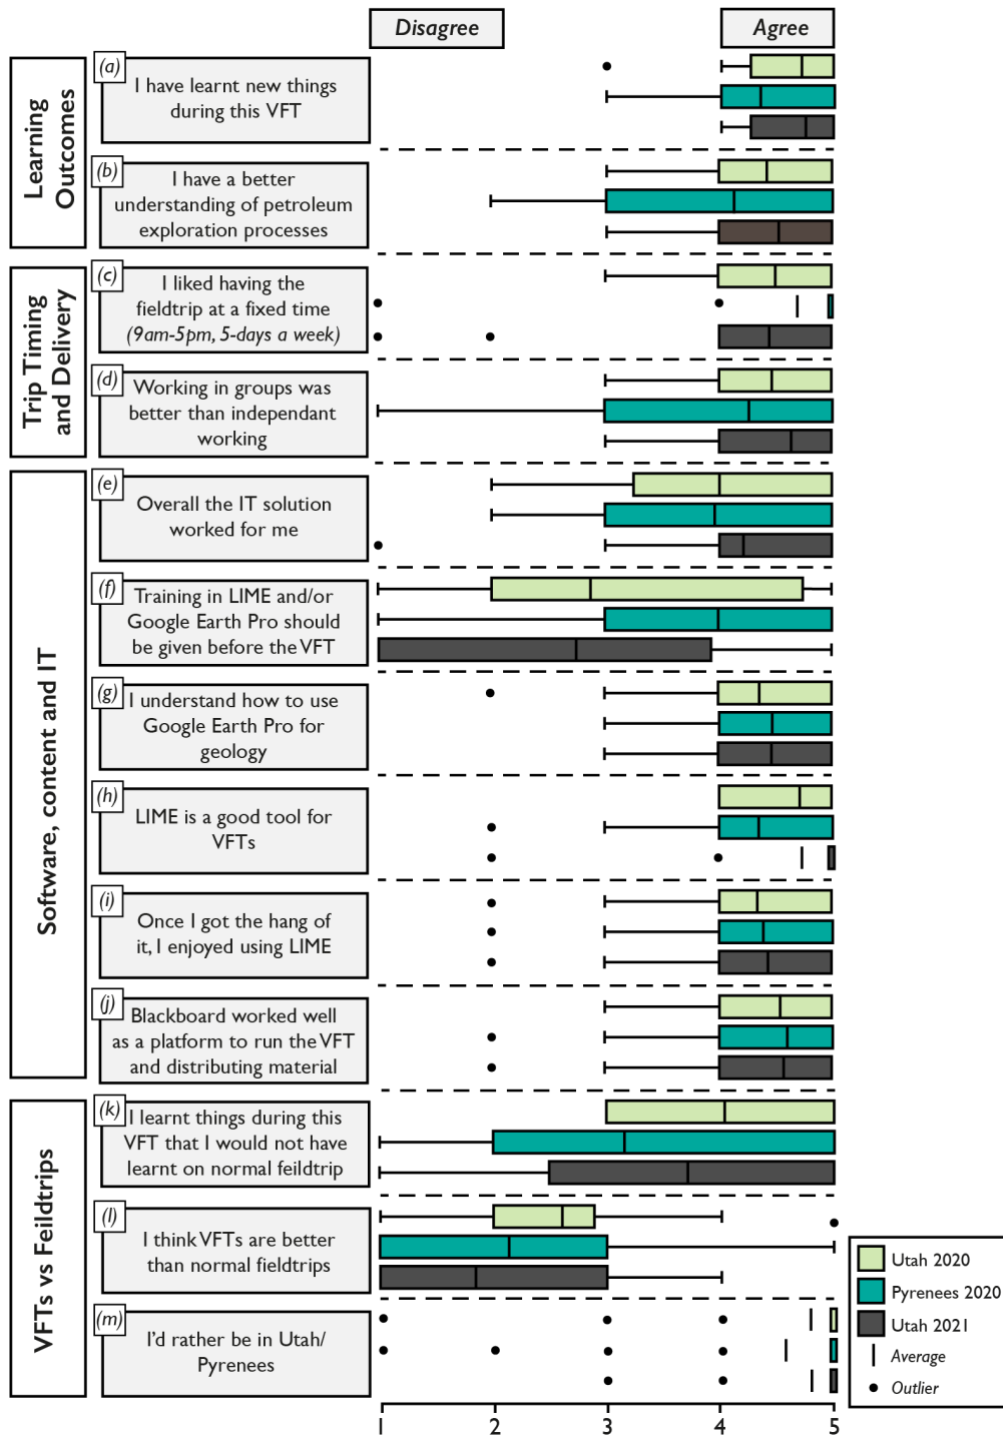 Disagree
Agree
Learning
Outcomes
(a)
I have learnt new things
during this VFT
(b)
I have a better
understanding of petroleum
exploration processes
Trip Timing
and Delivery
(c)
I liked having the
fieldtrip at a fixed time
(9am-5pm, 5-days a week)
(d)
Working in groups was
better than independant
working
Software, content and IT
(e)
Overall the IT solution
worked for me
(f)
Training in LIME and/or
Google Earth Pro should
be given before the VFT
(g)
I understand how to use
Google Earth Pro for
geology
(h)
LIME is a good tool for
VFTs
(i)
Once I got the hang of
it, I enjoyed using LIME
(j)
Blackboard worked well
as a platform to run the VFT
and distributing material
VFTs vs Feildtrips
(k)
I learnt things during this
VFT that I would not have
learnt on normal feildtrip
(l)
I think VFTs are better
than normal fieldtrips
(m)
I'd rather be in Utah/
Pyrenees
Utah 2020
Pyrenees 2020
Utah 2021
Average
Outlier
1 2 3 4 5